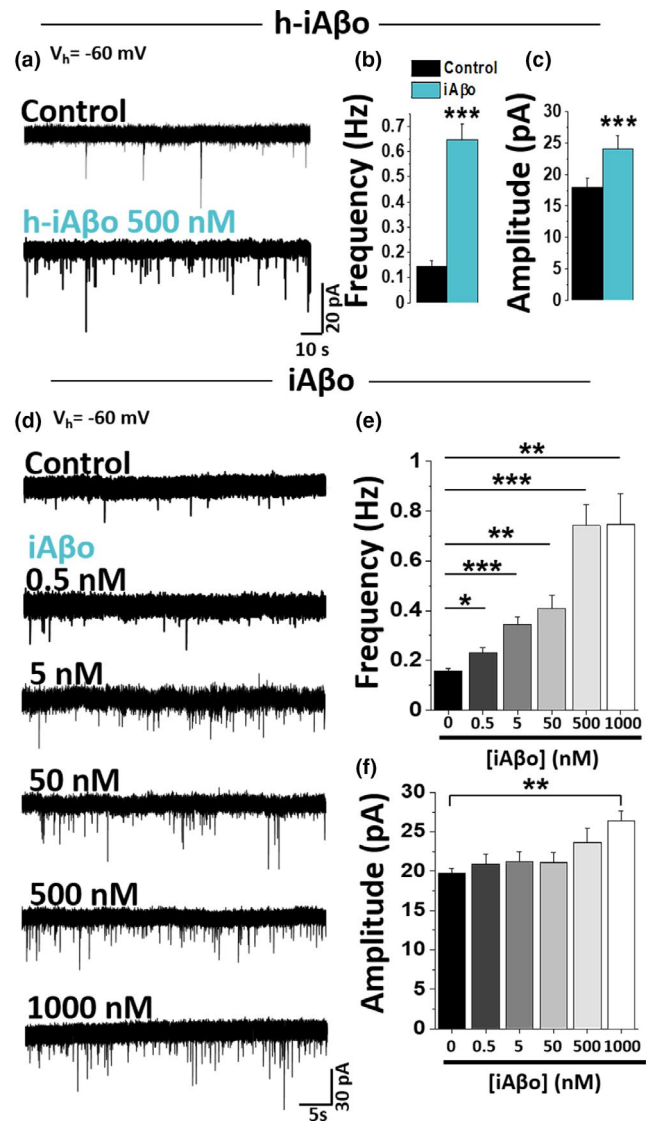 h-iAβo
(a) Vh= -60 mV
Control
h-iAβo 500 nM
20 pA
10 s
(b)
Control
iAβo
***
Frequency (Hz)
0.7
0.6
0.5
0.4
0.3
0.2
0.1
0
(c)
***
Amplitude (pA)
30
25
20
15
10
5
0
iAβo
(d) Vh= -60 mV
Control
iAβo
0.5 nM
5 nM
50 nM
500 nM
1000 nM
30 pA
5s
(e)
**
***
**
***
*
Frequency (Hz)
1
0.8
0.6
0.4
0.2
0
0 0.5 5 50 500 1000
[iAβo] (nM)
(f)
**
Amplitude (pA)
30
25
20
15
10
5
0
0 0.5 5 50 500 1000
[iAβo] (nM)